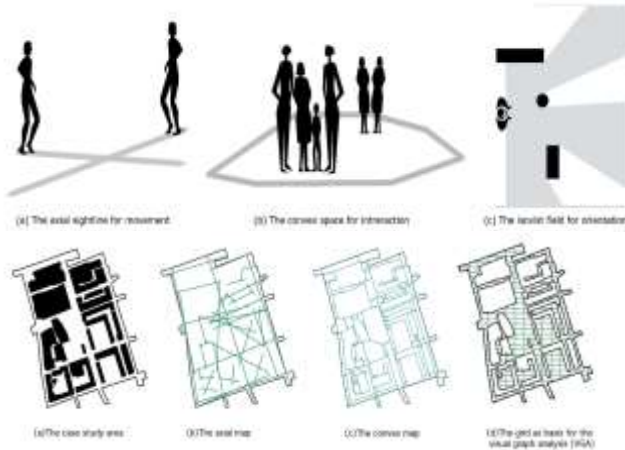 (a) The axial sightline for movement
(b) The convex space for interaction
(c) The isovist field for orientation
(a)The case study area
(b)The axial map
(c)The convex map
(d)The grid as basis for the
visual graph analysis (VGA)